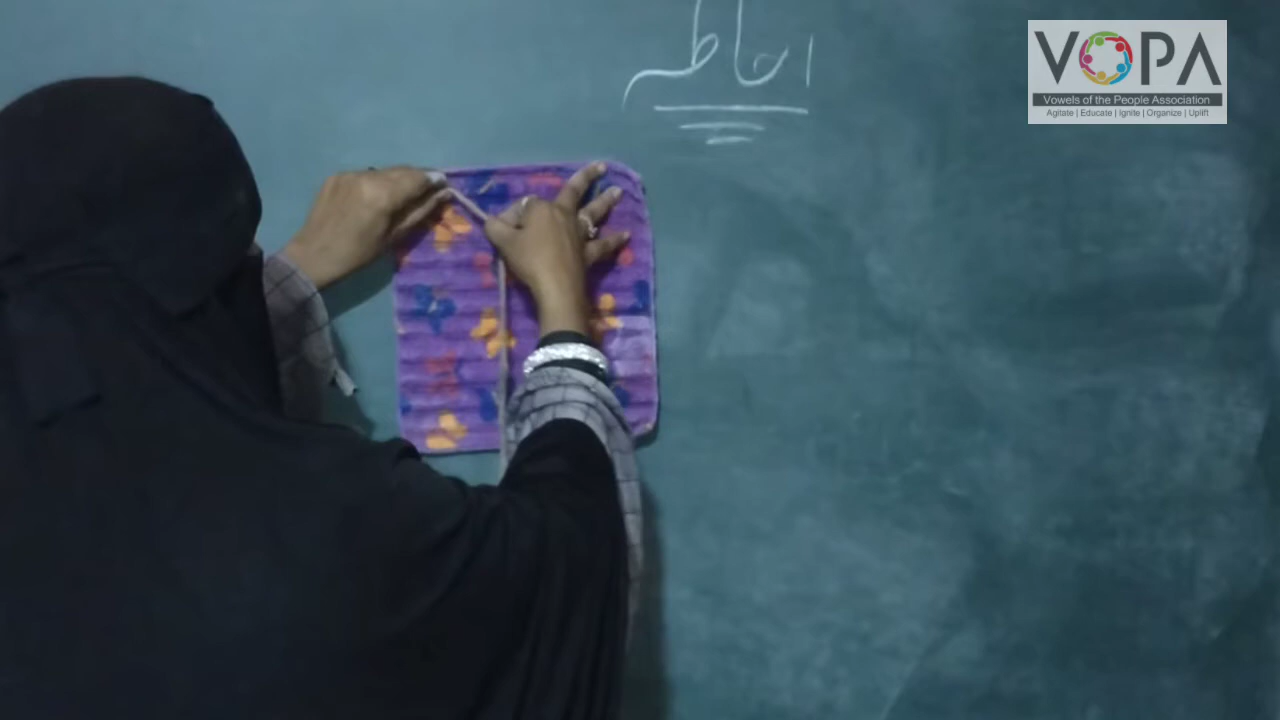 احاطہ
VOPA
Vowels of the People Association
Agitate | Educate | Ignite | Organize | Uplift